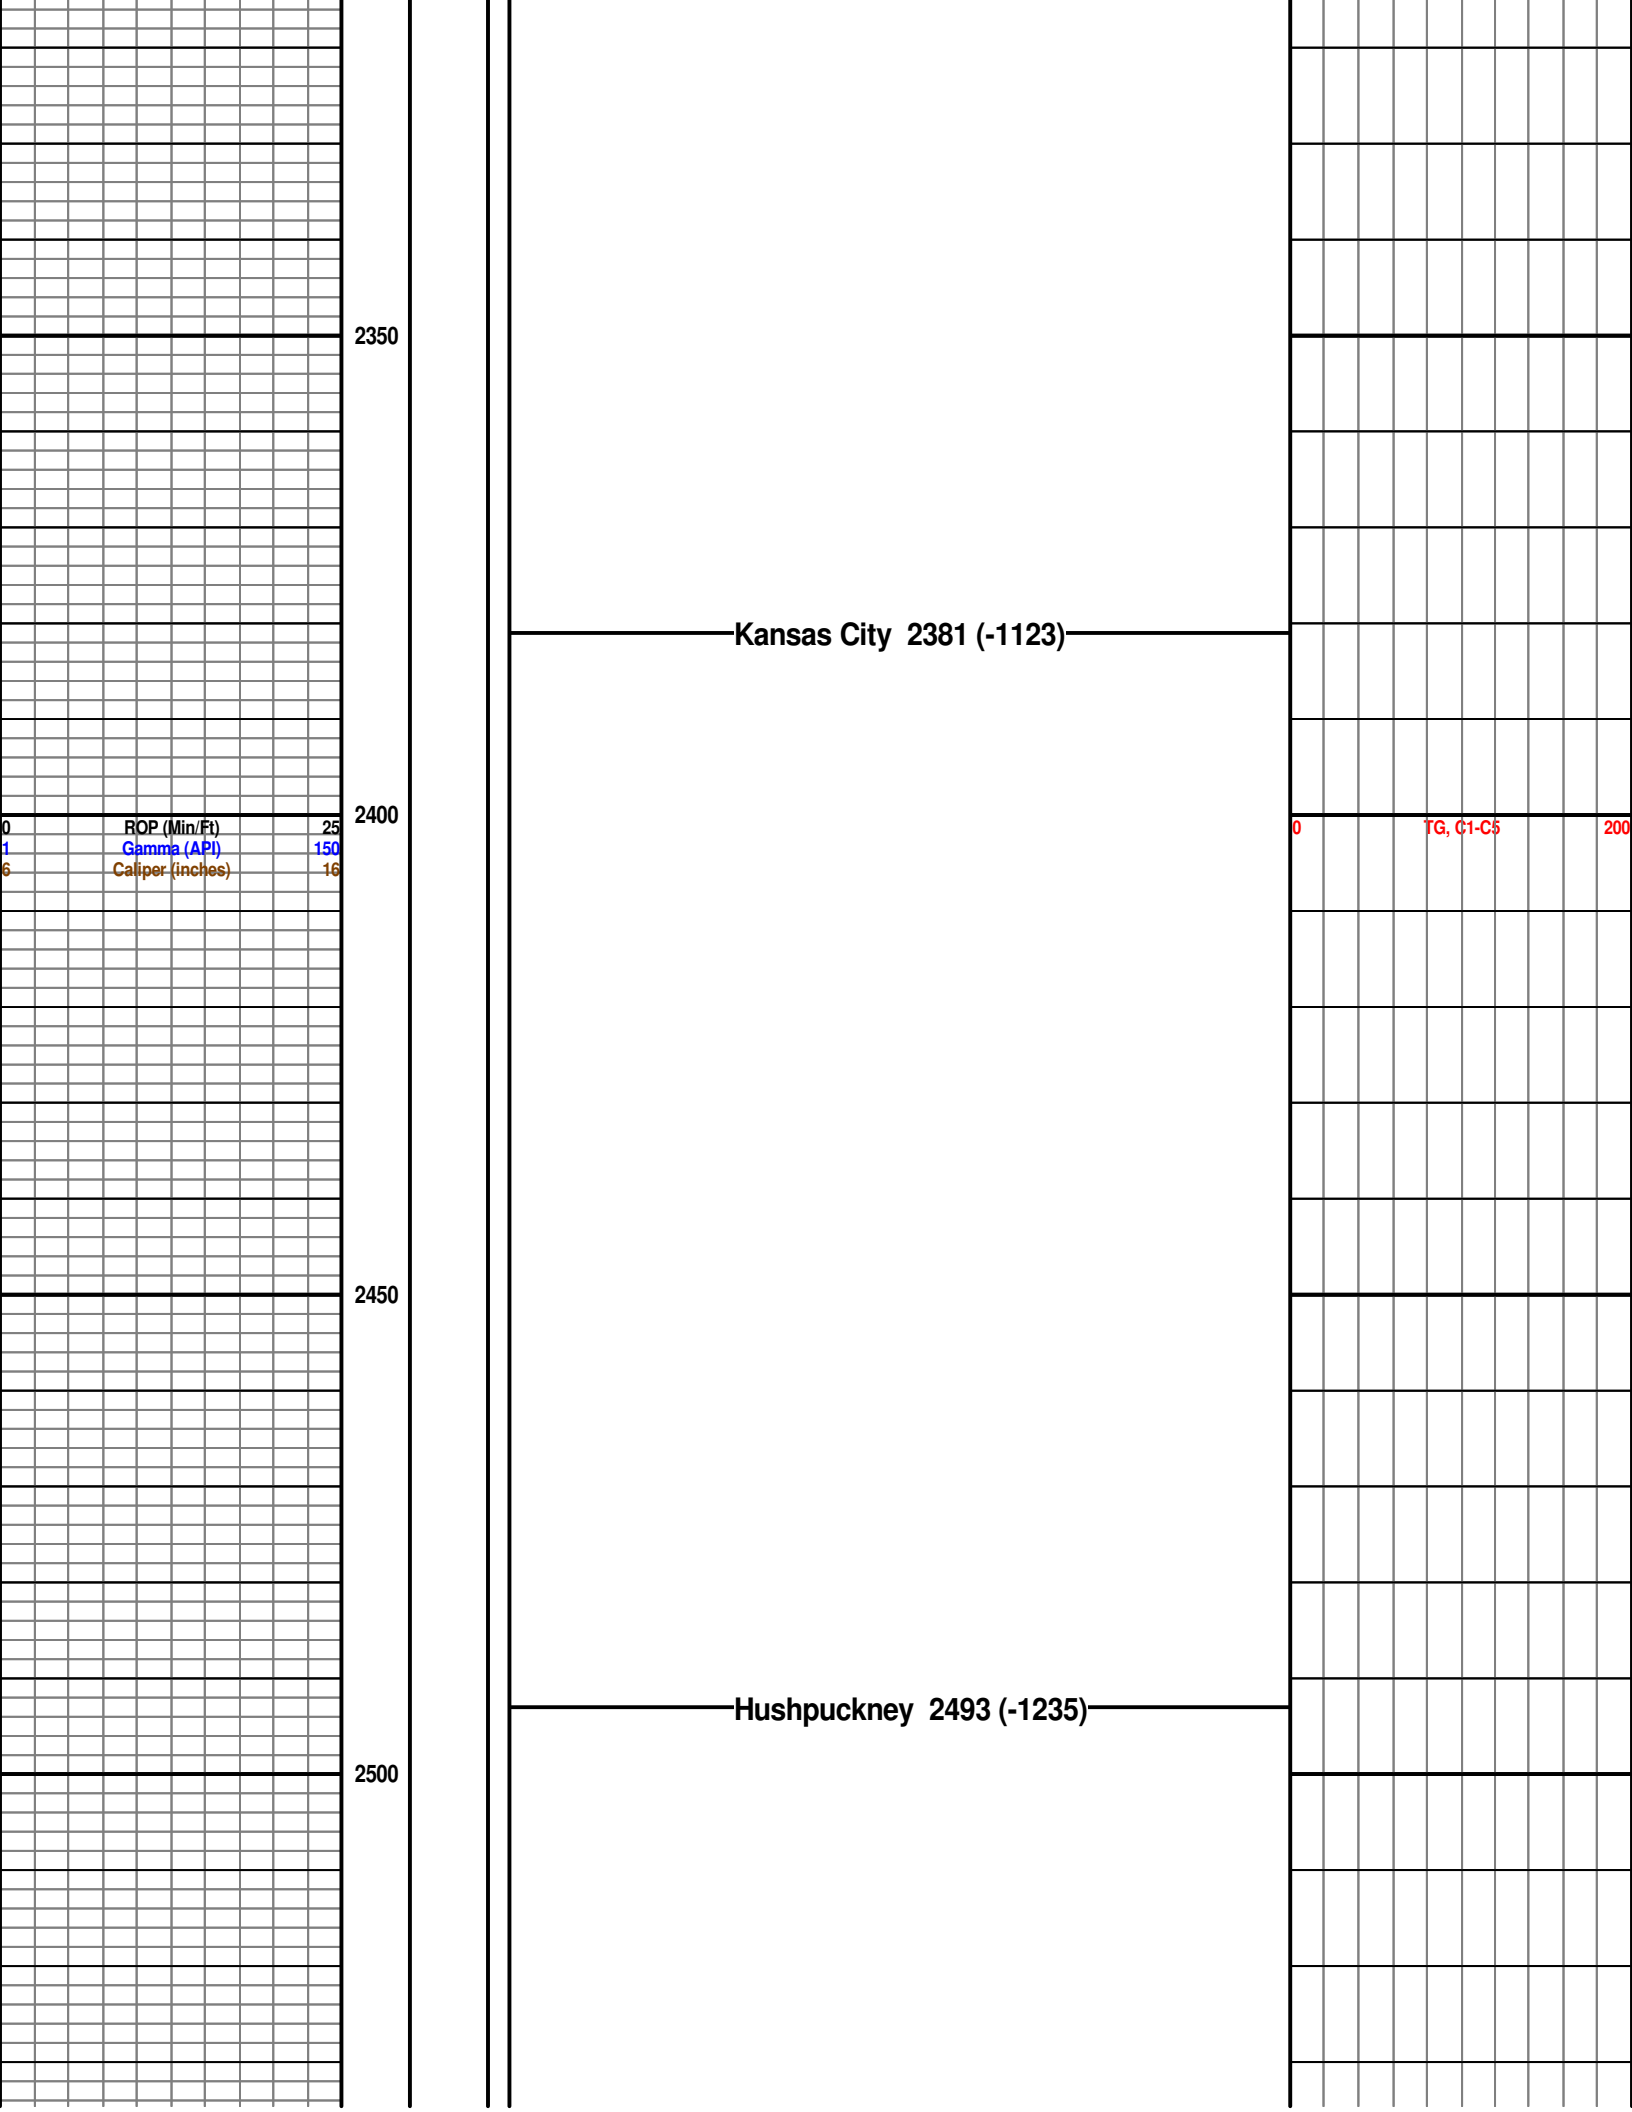 2350
Kansas City 2381 (-1123)
2400
0 ROP (Min/Ft) 25
1 Gamma (API) 150
6 Caliper (inches) 16
0 TG, C1-C5 200
2450
Hushpuckney 2493 (-1235)
2500